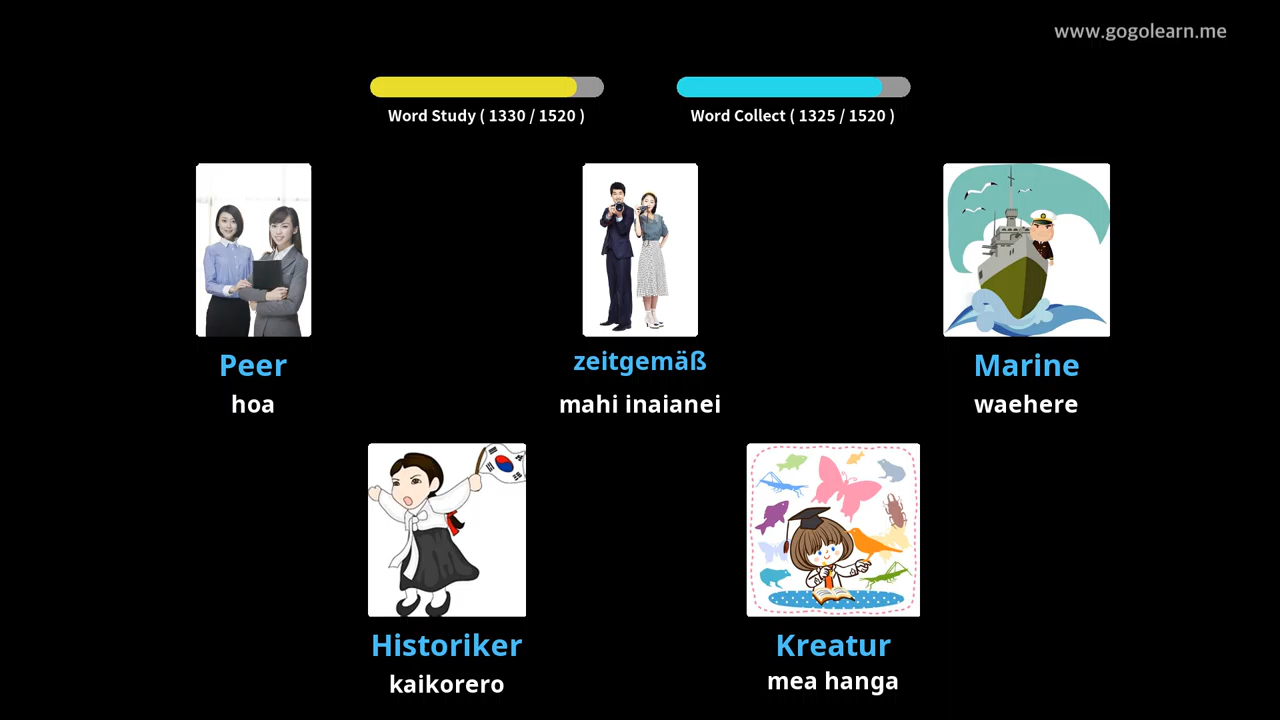 www.gogolearn.me
Word Study ( 1330 / 1520 )
Word Collect ( 1325 / 1520 )
Peer
zeitgemäß
Marine
hoa
mahi inaianei
waehere
Historiker
Kreatur
kaikorero
mea hanga